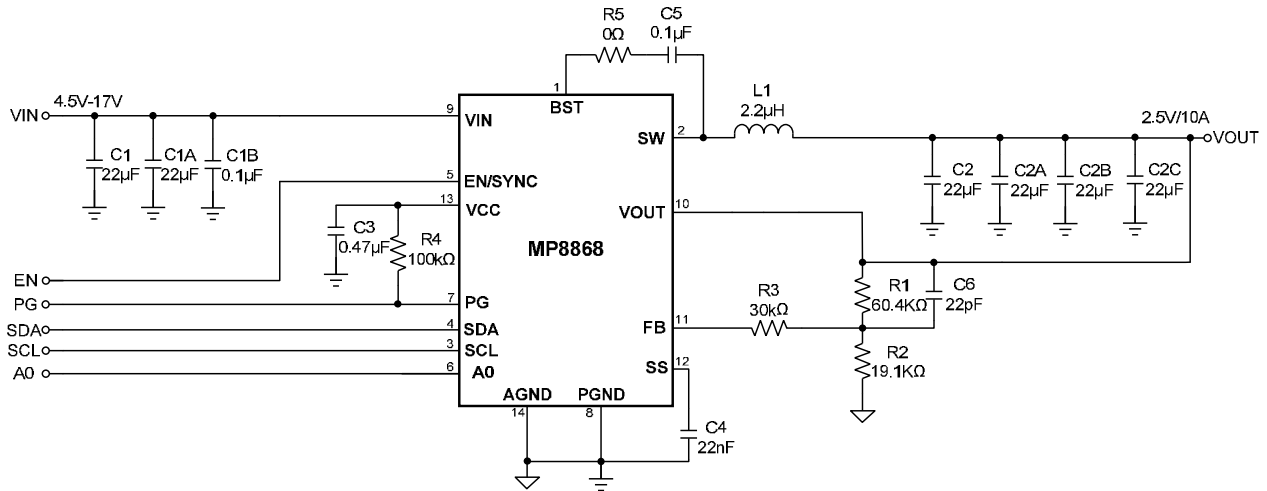 R5
0Ω
C5
0.1µF
1
BST
VIN
4.5V-17V
9
VIN
C1
22µF
C1A
22µF
C1B
0.1µF
SW
2
L1
2.2µH
2.5V/10A
VOUT
C2
22µF
C2A
22µF
C2B
22µF
C2C
22µF
5
EN/SYNC
13
VCC
VOUT
10
C3
0.47µF
R4
100kΩ
MP8868
EN
PG
7
PG
SDA
4
SDA
SCL
3
SCL
A0
6
A0
R1
60.4KΩ
C6
22pF
FB
11
R3
30kΩ
R2
19.1KΩ
SS
12
AGND
14
PGND
8
C4
22nF